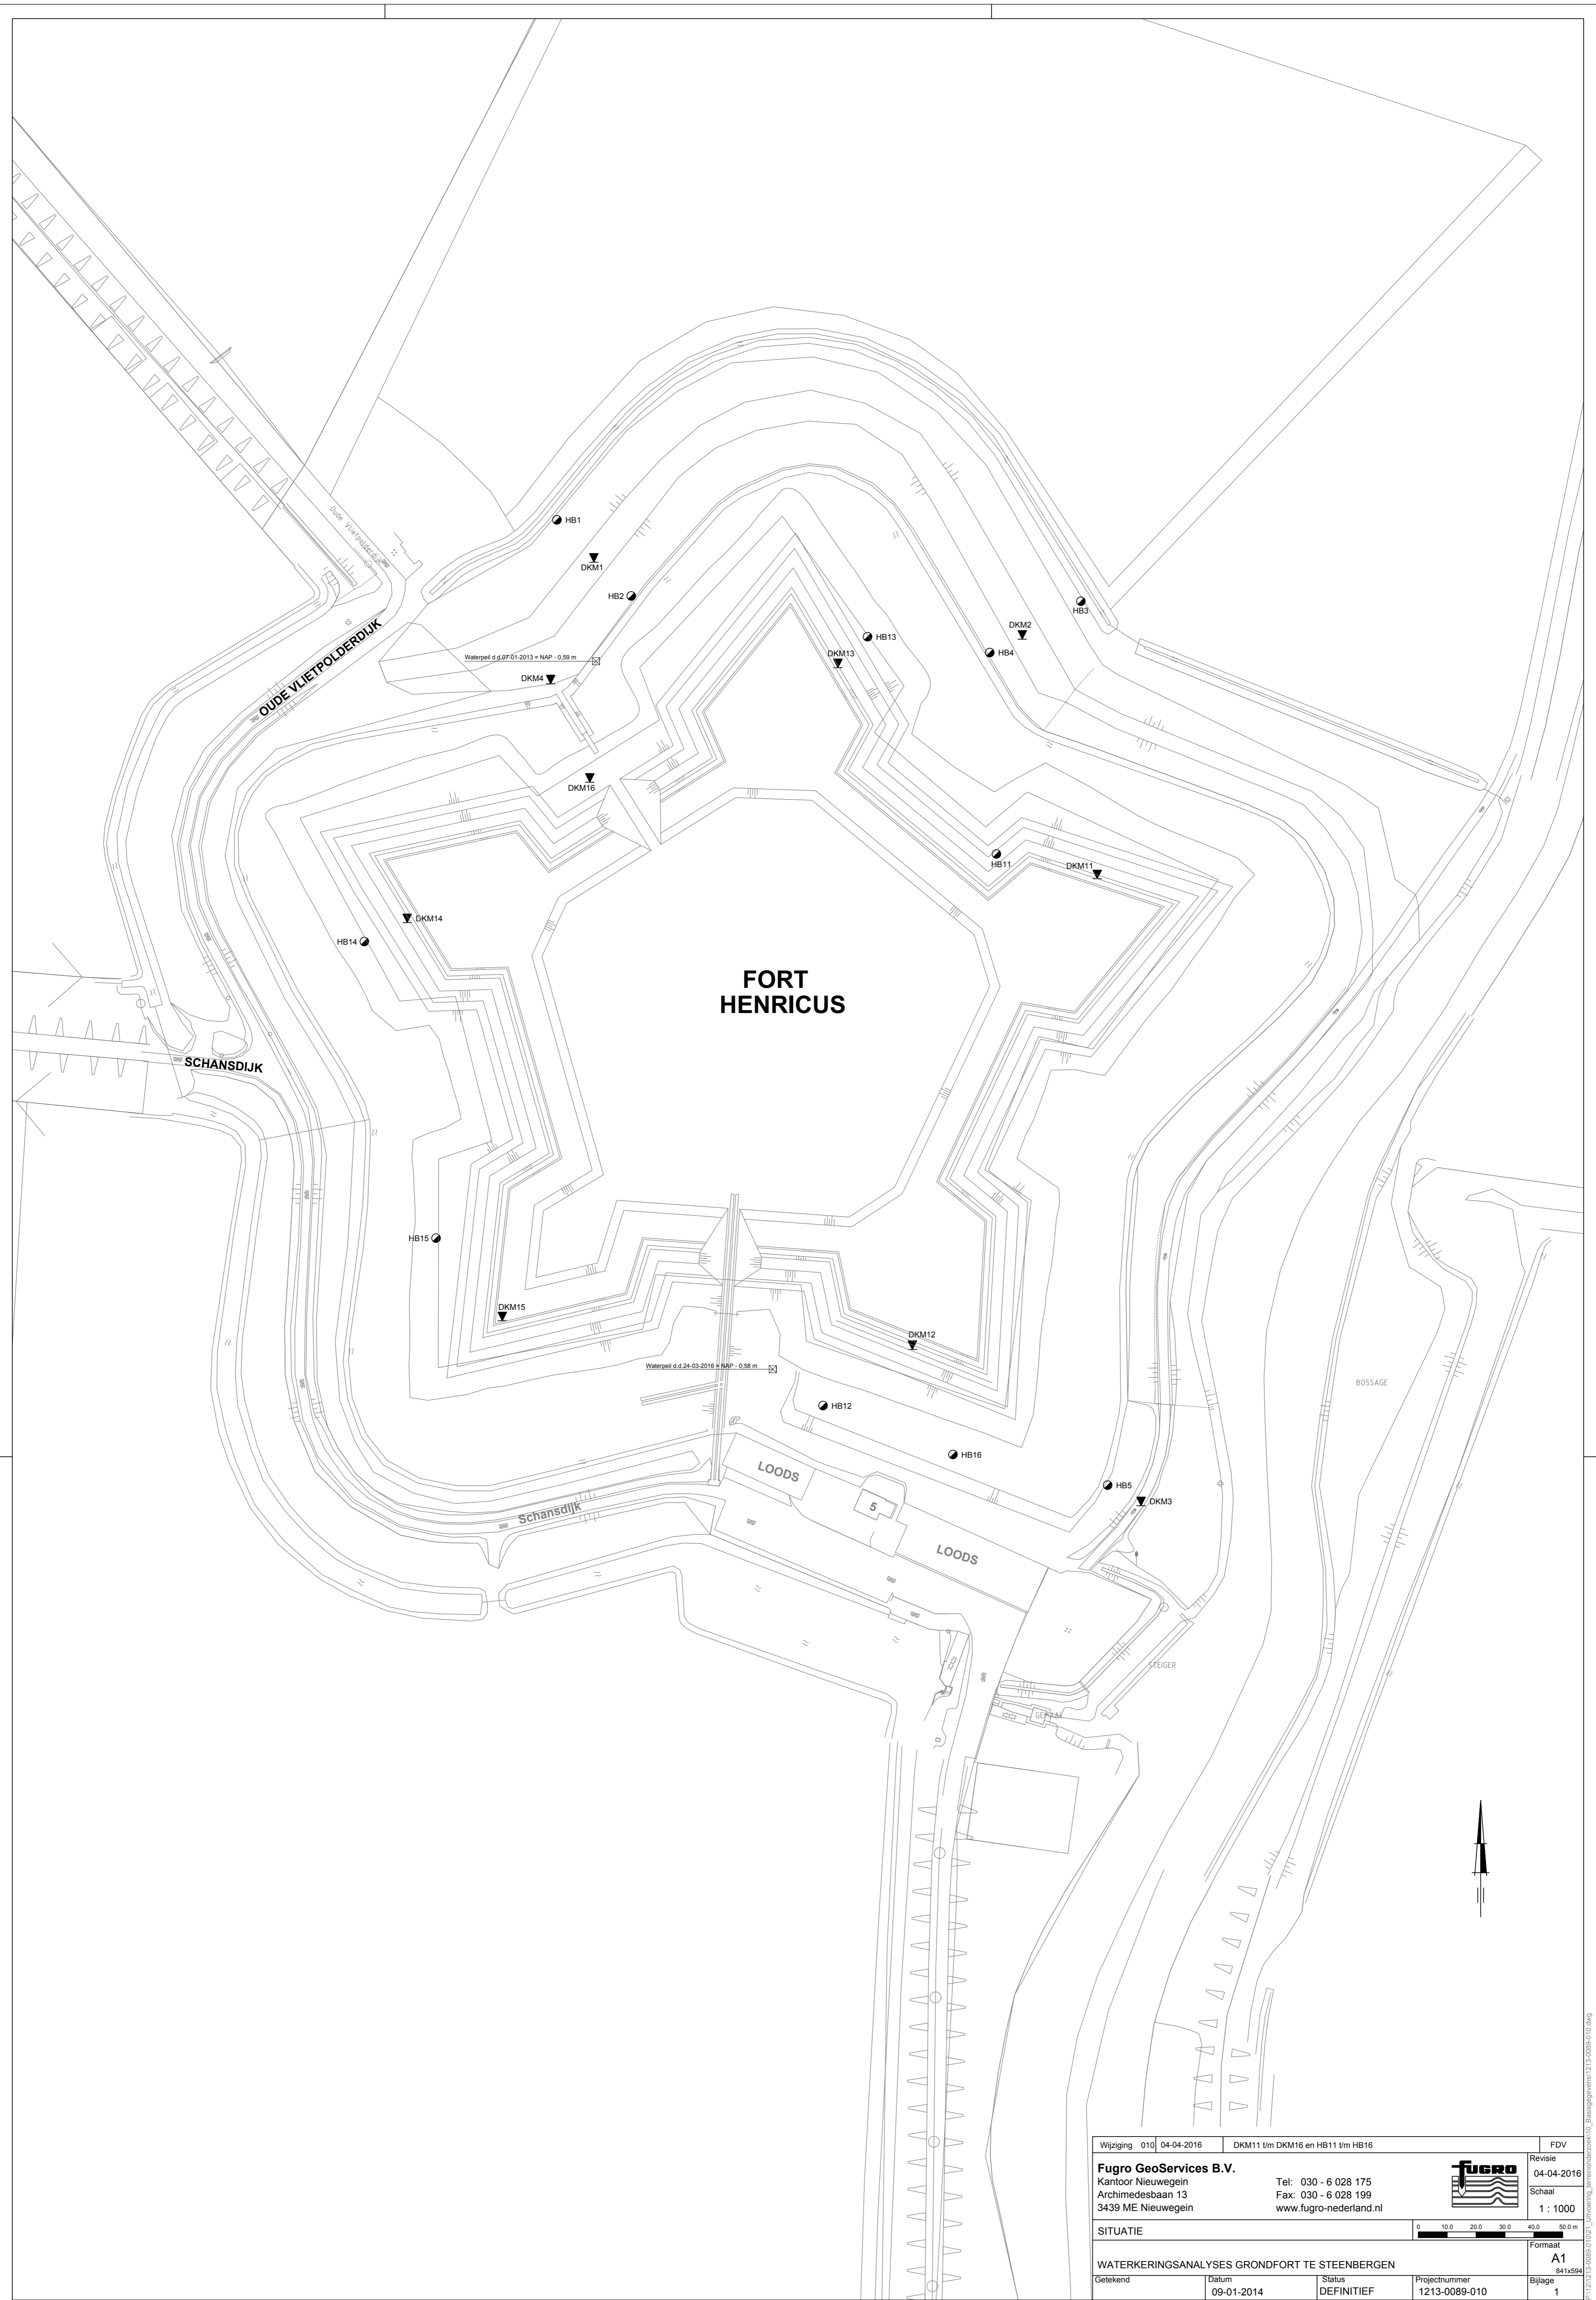 Oude Vlietpolderdijk
HB1
DKM1
HB2
HB3
DKM2
HB4
HB13
DKM13
OUDE VLIETPOLDERDIJK
Waterpeil d.d.07-01-2013 = NAP - 0,59 m
DKM4
DKM16
HB11
DKM11
DKM14
HB14
FORT
HENRICUS
SCHANSDIJK
HB15
DKM15
DKM12
Waterpeil d.d.24-03-2016 = NAP - 0,58 m
BOSSAGE
HB12
HB16
LOODS
HB5
DKM3
5
Schansdijk
LOODS
STEIGER
GEMAAL
Wijziging 010 04-04-2016 DKM11 t/m DKM16 en HB11 t/m HB16 FDV
Fugro GeoServices B.V.
Kantoor Nieuwegein Tel: 030 - 6 028 175
Archimedesbaan 13 Fax: 030 - 6 028 199
3439 ME Nieuwegein www.fugro-nederland.nl
FUGRO
Revisie
04-04-2016
Schaal
1 : 1000
SITUATIE
0 10.0 20.0 30.0 40.0 50.0 m
WATERKERINGSANALYSES GRONDFORT TE STEENBERGEN
Formaat
A1
841x594
Getekend
Datum
09-01-2014
Status
DEFINITIEF
Projectnummer
1213-0089-010
Bijlage
1